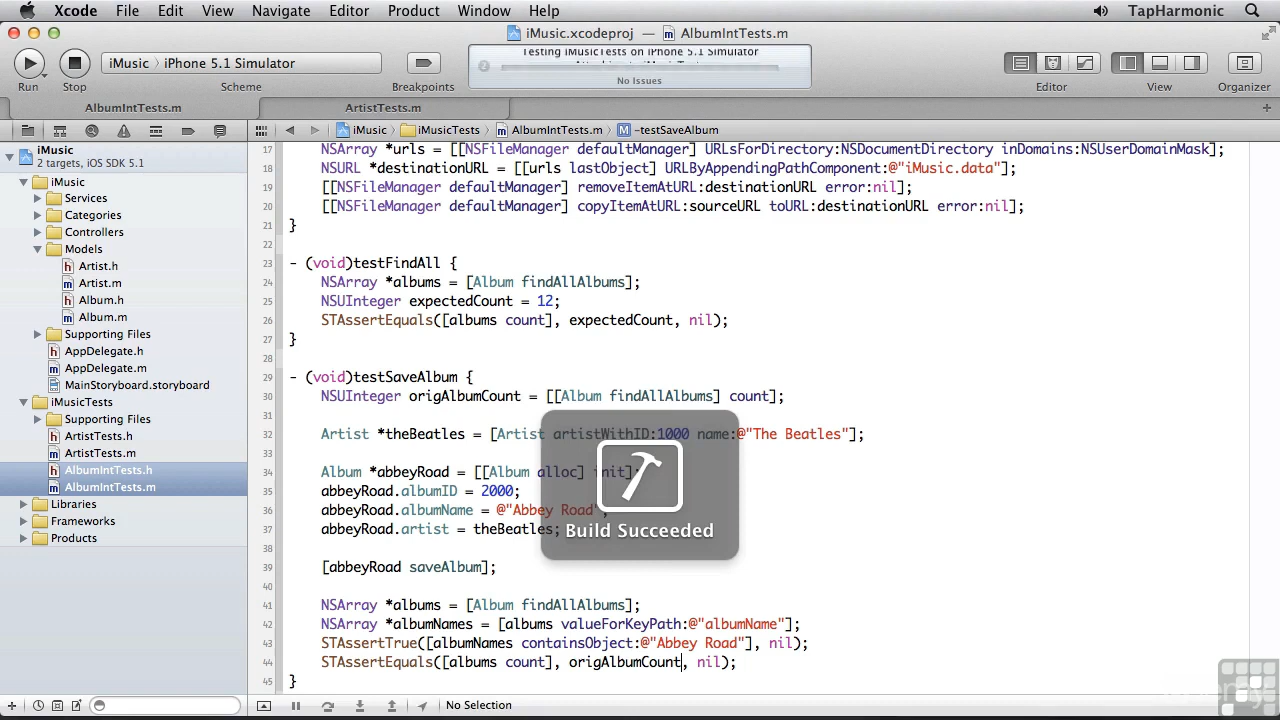 Xcode File Edit View Navigate Editor Product Window Help TapHarmonic
iMusic.xcodeproj — AlbumIntTests.m
Testing iMusicTests on iPhone 5.1 Simulator
No Issues
iMusic iPhone 5.1 Simulator
Run Stop Scheme Breakpoints Editor View Organizer
AlbumIntTests.m ArtistTests.m
iMusic iMusicTests AlbumIntTests.m M -testSaveAlbum
iMusic
2 targets, iOS SDK 5.1
iMusic
Services
Categories
Controllers
Models
h Artist.h
m Artist.m
h Album.h
m Album.m
Supporting Files
h AppDelegate.h
m AppDelegate.m
MainStoryboard.storyboard
iMusicTests
Supporting Files
h ArtistTests.h
m ArtistTests.m
h AlbumIntTests.h
m AlbumIntTests.m
Libraries
Frameworks
Products
17 NSArray *urls = [[NSFileManager defaultManager] URLsForDirectory:NSDocumentDirectory inDomains:NSUserDomainMask];
18 NSURL *destinationURL = [[urls lastObject] URLByAppendingPathComponent:@"iMusic.data"];
19 [[NSFileManager defaultManager] removeItemAtURL:destinationURL error:nil];
20 [[NSFileManager defaultManager] copyItemAtURL:sourceURL toURL:destinationURL error:nil];
21 }
22
23 - (void)testFindAll {
24 NSArray *albums = [Album findAllAlbums];
25 NSUInteger expectedCount = 12;
26 STAssertEquals([albums count], expectedCount, nil);
27 }
28
29 - (void)testSaveAlbum {
30 NSUInteger origAlbumCount = [[Album findAllAlbums] count];
31
32 Artist *theBeatles = [Artist artistWithID:1000 name:@"The Beatles"];
33
34 Album *abbeyRoad = [[Album alloc] init];
35 abbeyRoad.albumID = 2000;
36 abbeyRoad.albumName = @"Abbey Road";
37 abbeyRoad.artist = theBeatles;
38
39 [abbeyRoad saveAlbum];
40
41 NSArray *albums = [Album findAllAlbums];
42 NSArray *albumNames = [albums valueForKeyPath:@"albumName"];
43 STAssertTrue([albumNames containsObject:@"Abbey Road"], nil);
44 STAssertEquals([albums count], origAlbumCount, nil);
45 }
Build Succeeded
No Selection